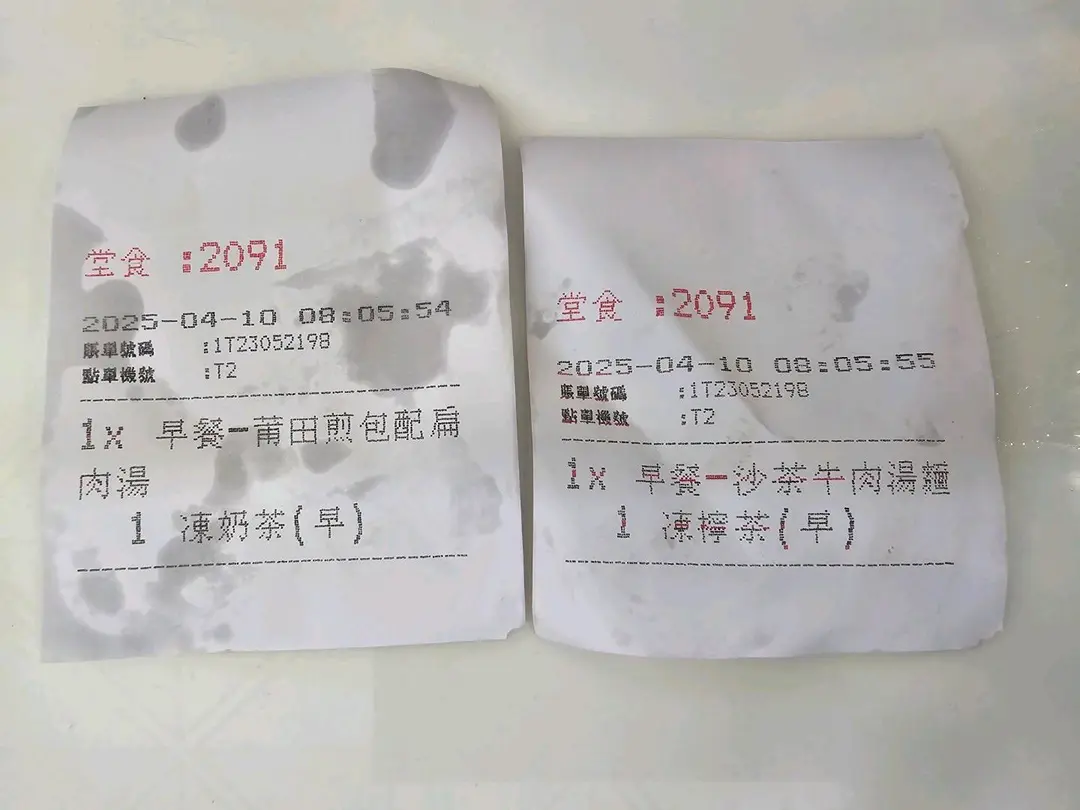 堂食 :2091
2025-04-10 08:05:54
賬單號碼 :1T23052198
點單機號 :T2
1x 早餐-莆田煎包配扁
肉湯
1 凍奶茶(早)
堂食 :2091
2025-04-10 08:05:55
賬單號碼 :1T23052198
點單機號 :T2
1x 早餐-沙茶牛肉湯麵
1 凍檸茶(早)